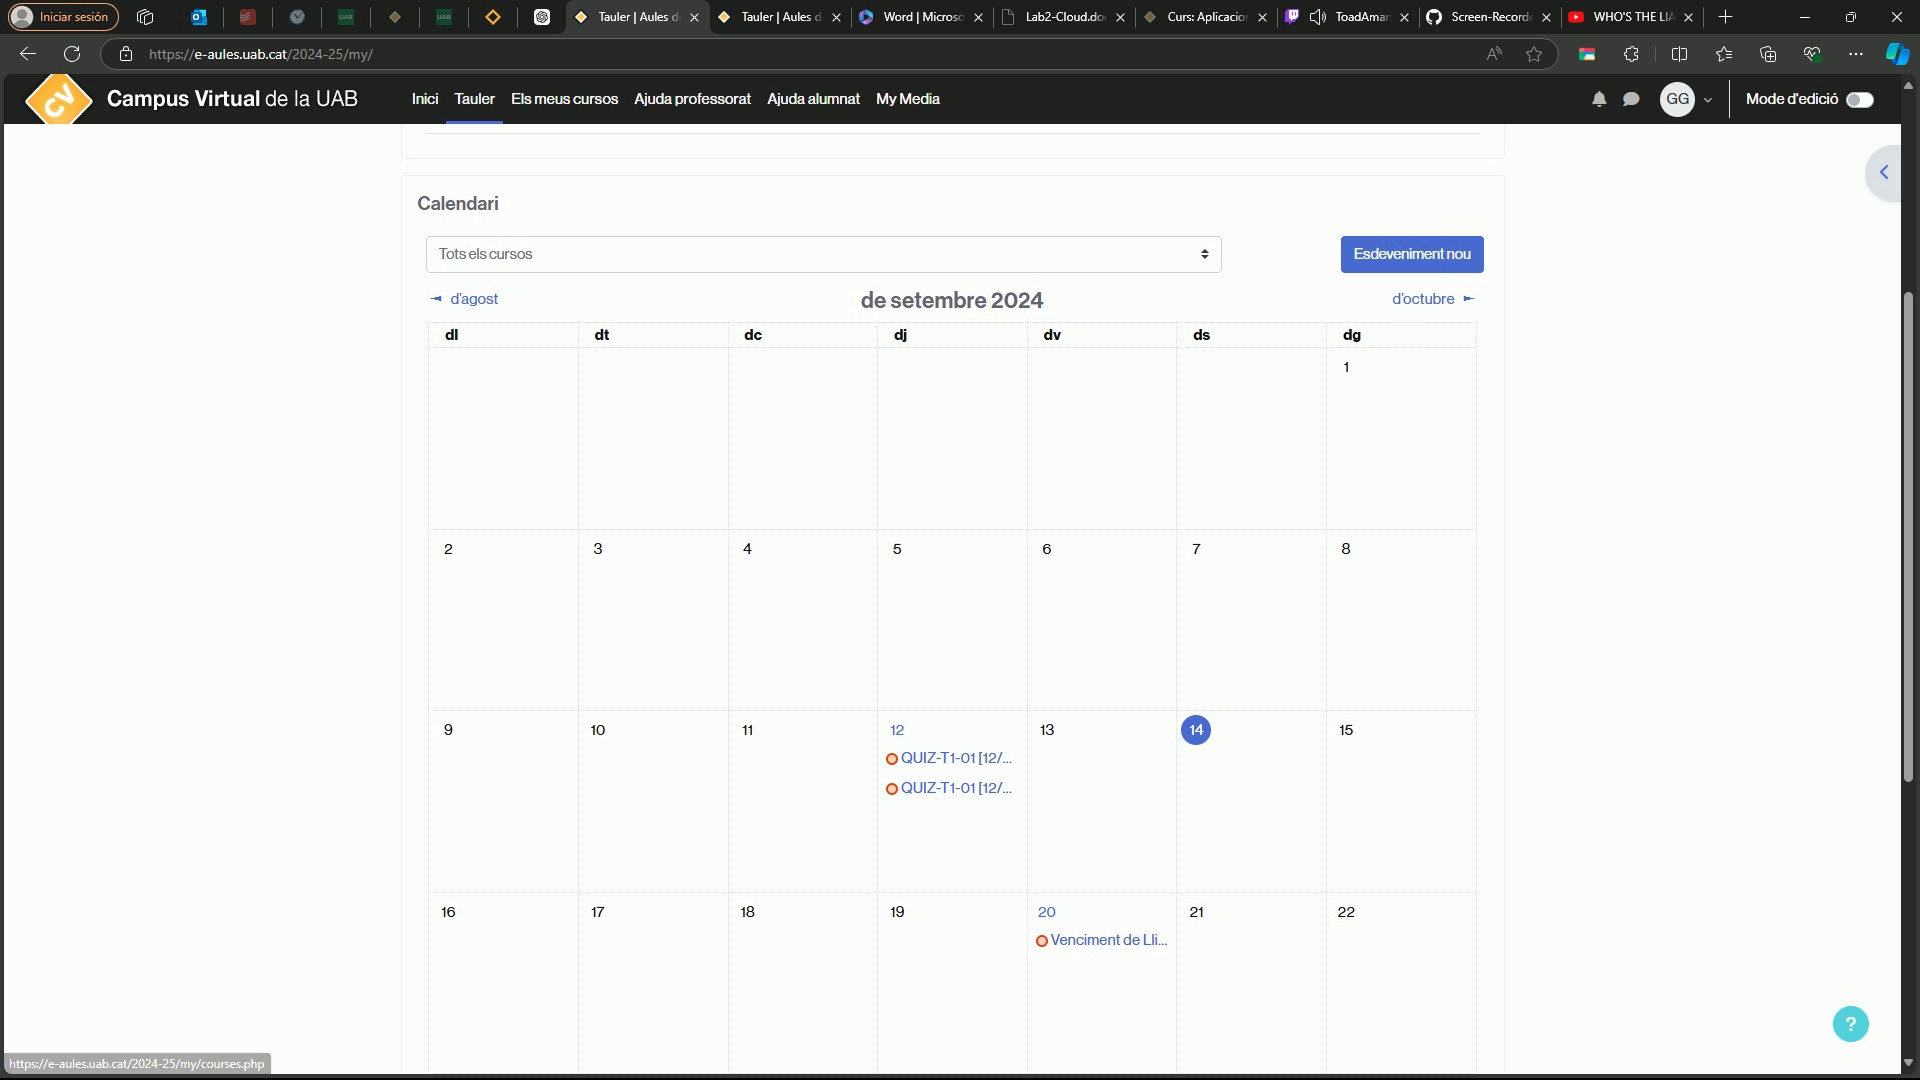 Iniciar sesión
Tauler | Aules de
Tauler | Aules d
Word | Microso
Lab2-Cloud.do
Curs: Aplicacion
ToadAmar
Screen-Record
WHO'S THE LIA
https://e-aules.uab.cat/2024-25/my/
CV
Campus Virtual de la UAB
Inici
Tauler
Els meus cursos
Ajuda professorat
Ajuda alumnat
My Media
GG
Mode d'edició
Calendari
Tots els cursos
Esdeveniment nou
d'agost
de setembre 2024
d'octubre
dl dt dc dj dv ds dg
1
2 3 4 5 6 7 8
9 10 11 12 13 14 15
QUIZ-T1-01 [12/...
QUIZ-T1-01 [12/...
16 17 18 19 20 21 22
Venciment de Lli...
?
https://e-aules.uab.cat/2024-25/my/courses.php